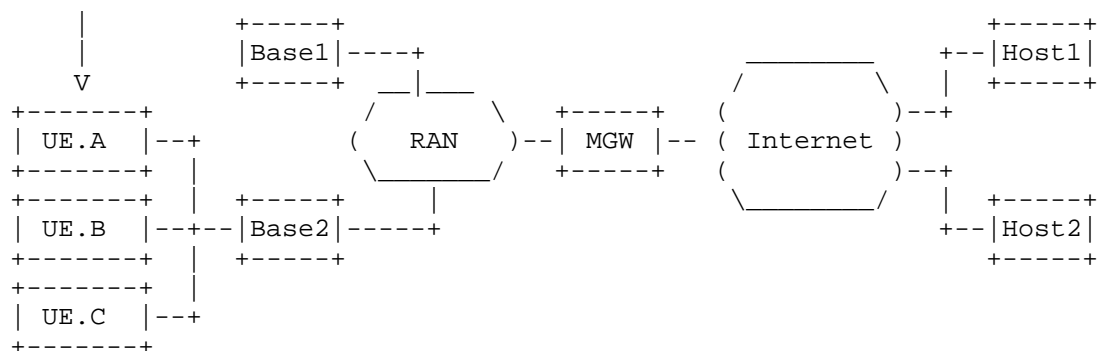 V
Base1 Host1
UE.A RAN MGW Internet
UE.B Base2 Host2
UE.C